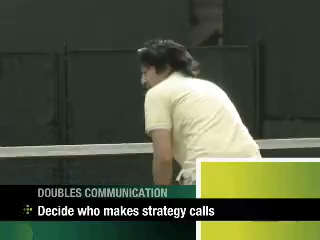 DOUBLES COMMUNICATION
Decide who makes strategy calls